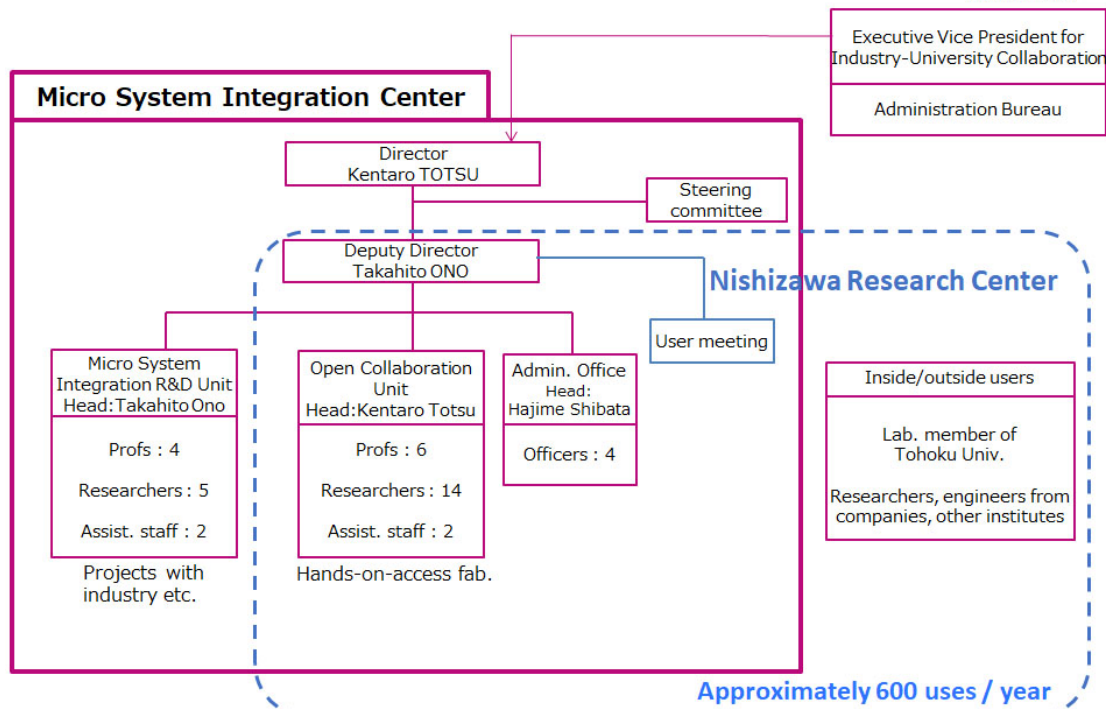 Executive Vice President for
Industry-University Collaboration
Administration Bureau
Micro System Integration Center
Director
Kentaro TOTSU
Steering
committee
Deputy Director
Takahito ONO
Nishizawa Research Center
User meeting
Micro System
Integration R&D Unit
Head:Takahito Ono
Profs : 4
Researchers : 5
Assist. staff : 2
Projects with
industry etc.
Open Collaboration
Unit
Head:Kentaro Totsu
Profs : 6
Researchers : 14
Assist. staff : 2
Hands-on-access fab.
Admin. Office
Head:
Hajime Shibata
Officers : 4
Inside/outside users
Lab. member of
Tohoku Univ.
Researchers, engineers from
companies, other institutes
Approximately 600 uses / year